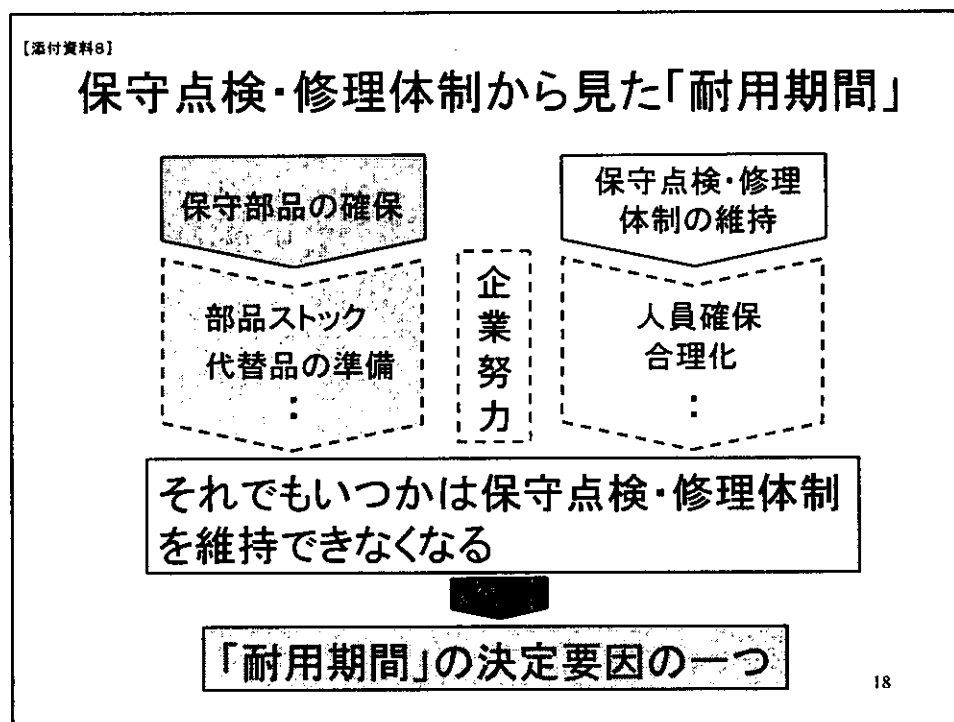 【添付資料8】
保守点検・修理体制から見た「耐用期間」
保守部品の確保
保守点検・修理
体制の維持
部品ストック
代替品の準備
：
企業努力
人員確保
合理化
：
それでもいつかは保守点検・修理体制
を維持できなくなる
「耐用期間」の決定要因の一つ
18